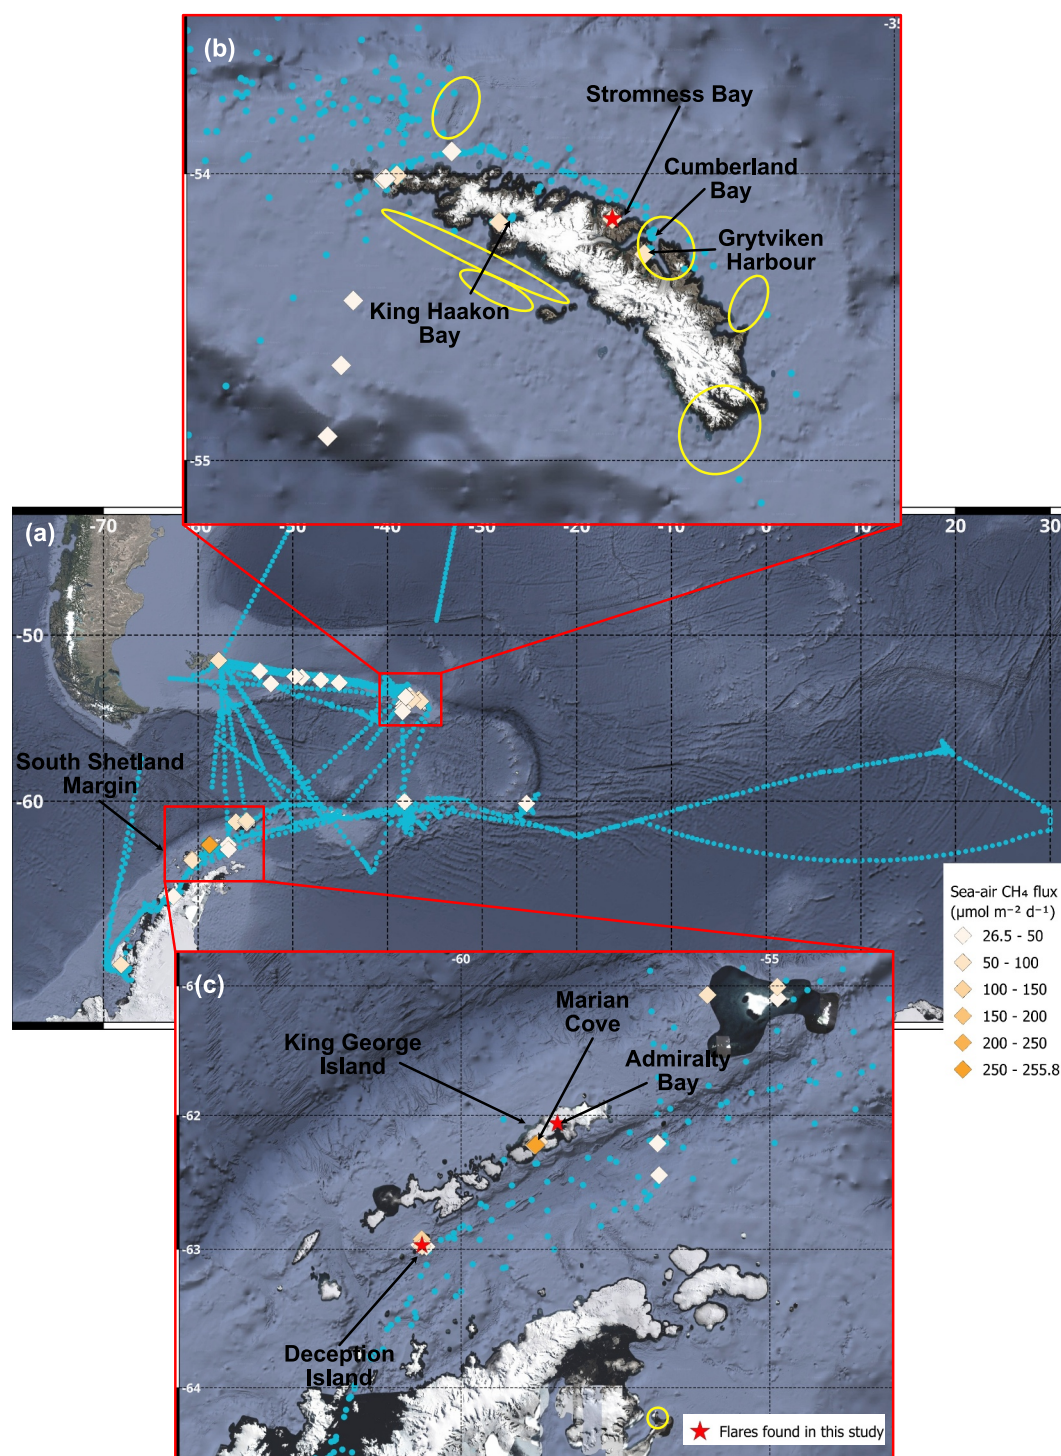 (b)
-35
Stromness Bay
-54
Cumberland
Bay
Grytviken
Harbour
King Haakon
Bay
-55
(a)
-70
-60
-50
-40
-30
-20
-10
0
10
20
30
-50
South Shetland
Margin
-60
Sea-air CH₄ flux
(µmol m⁻² d⁻¹)
26.5 - 50
50 - 100
100 - 150
150 - 200
200 - 250
250 - 255.8
(c)
-60
-55
-61
Marian
Cove
King George
Island
Admiralty
Bay
-62
-63
Deception
Island
-64
Flares found in this study